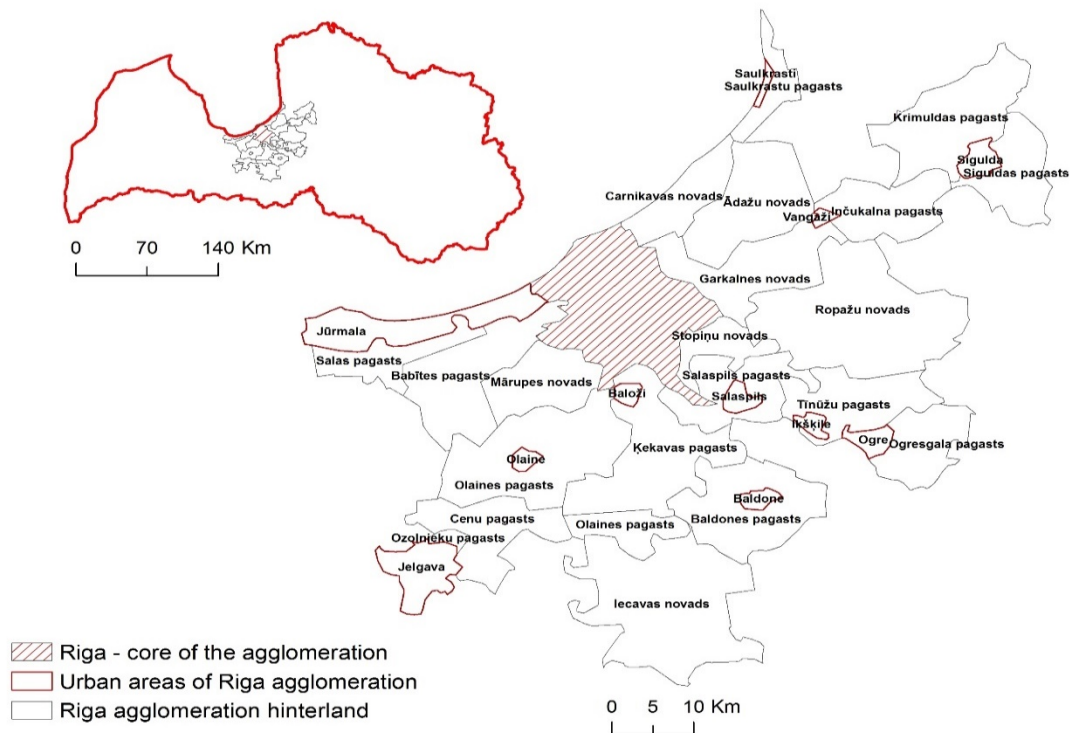 Saulkrasti
Saulkrastu pagasts
Krimuldas pagasts
Sigulda
Siguldas pagasts
Carnikavas novads
Ādažu novads
Vangaži
Inčukalna pagasts
0 70 140 Km
Garkalnes novads
Ropažu novads
Jūrmala
Stopiņu novads
Salas pagasts
Babītes pagasts
Mārupes novads
Salaspils pagasts
Baloži
Salaspils
Tīnūžu pagasts
Ikšķile
Ogre
Ogresgala pagasts
Ķekavas pagasts
Olaine
Olaines pagasts
Baldone
Cenu pagasts
Olaines pagasts
Baldones pagasts
Ozolnieku pagasts
Jelgava
Iecavas novads
Riga - core of the agglomeration
Urban areas of Riga agglomeration
Riga agglomeration hinterland
0 5 10 Km